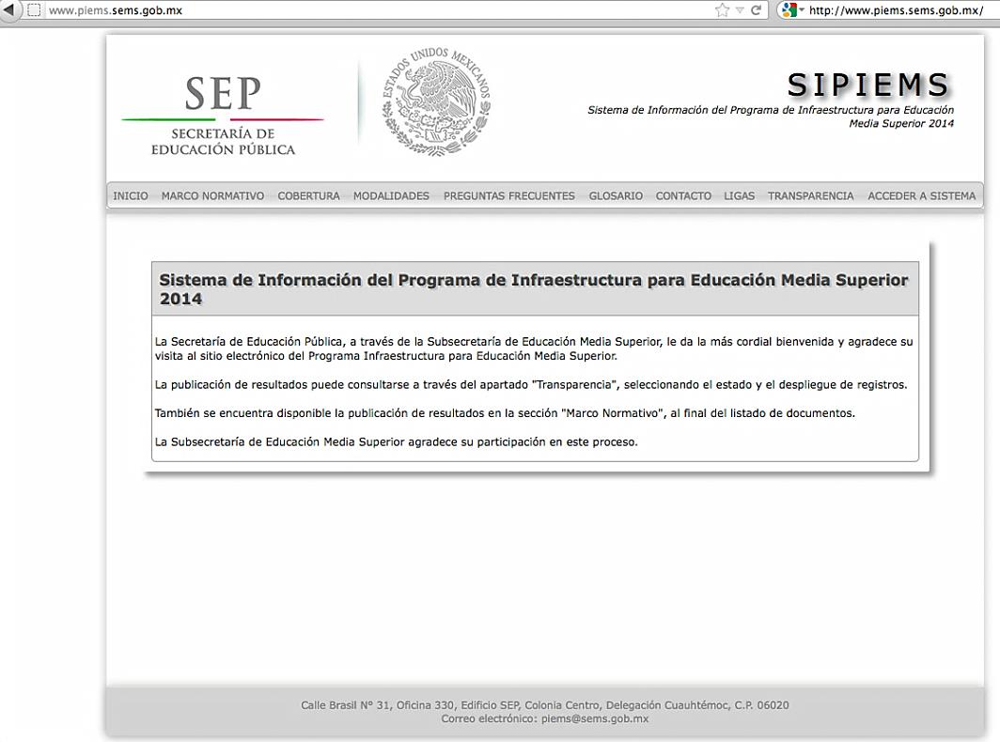 www.piems.sems.gob.mx
http://www.piems.sems.gob.mx/
SEP
SECRETARÍA DE
EDUCACIÓN PÚBLICA
ESTADOS UNIDOS MEXICANOS
SIPIEMS
Sistema de Información del Programa de Infraestructura para Educación
Media Superior 2014
INICIO MARCO NORMATIVO COBERTURA MODALIDADES PREGUNTAS FRECUENTES GLOSARIO CONTACTO LIGAS TRANSPARENCIA ACCEDER A SISTEMA
Sistema de Información del Programa de Infraestructura para Educación Media Superior
2014
La Secretaría de Educación Pública, a través de la Subsecretaría de Educación Media Superior, le da la más cordial bienvenida y agradece su
visita al sitio electrónico del Programa Infraestructura para Educación Media Superior.
La publicación de resultados puede consultarse a través del apartado "Transparencia", seleccionando el estado y el despliegue de registros.
También se encuentra disponible la publicación de resultados en la sección "Marco Normativo", al final del listado de documentos.
La Subsecretaría de Educación Media Superior agradece su participación en este proceso.
Calle Brasil Nº 31, Oficina 330, Edificio SEP, Colonia Centro, Delegación Cuauhtémoc, C.P. 06020
Correo electrónico: piems@sems.gob.mx